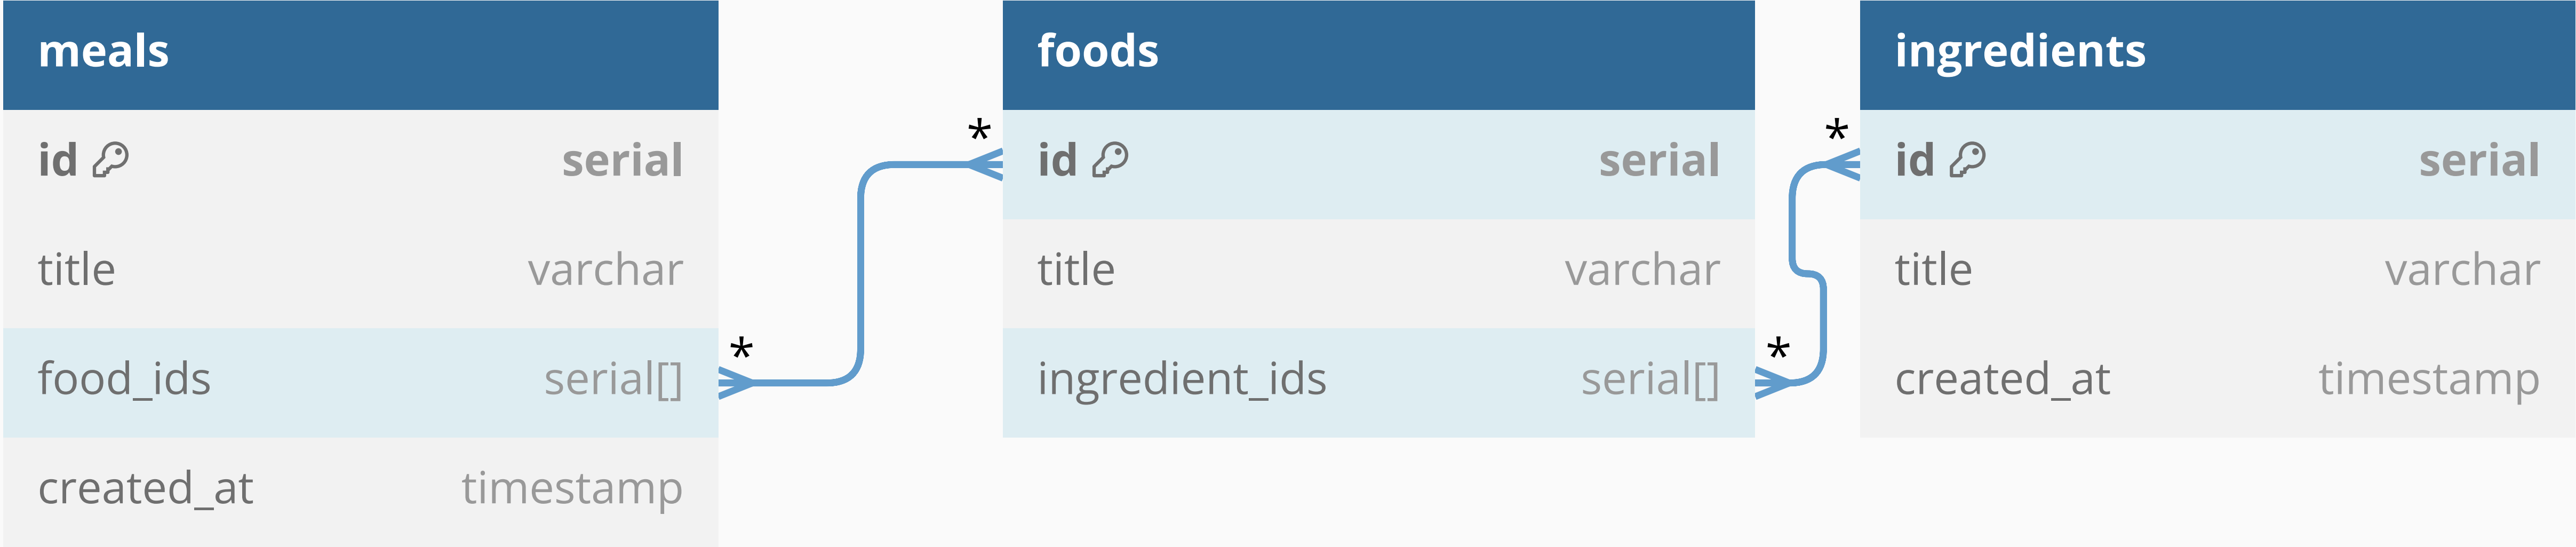 meals
id serial
title varchar
food_ids serial[]
created_at timestamp
*
*
foods
id serial
title varchar
ingredient_ids serial[]
*
*
ingredients
id serial
title varchar
created_at timestamp